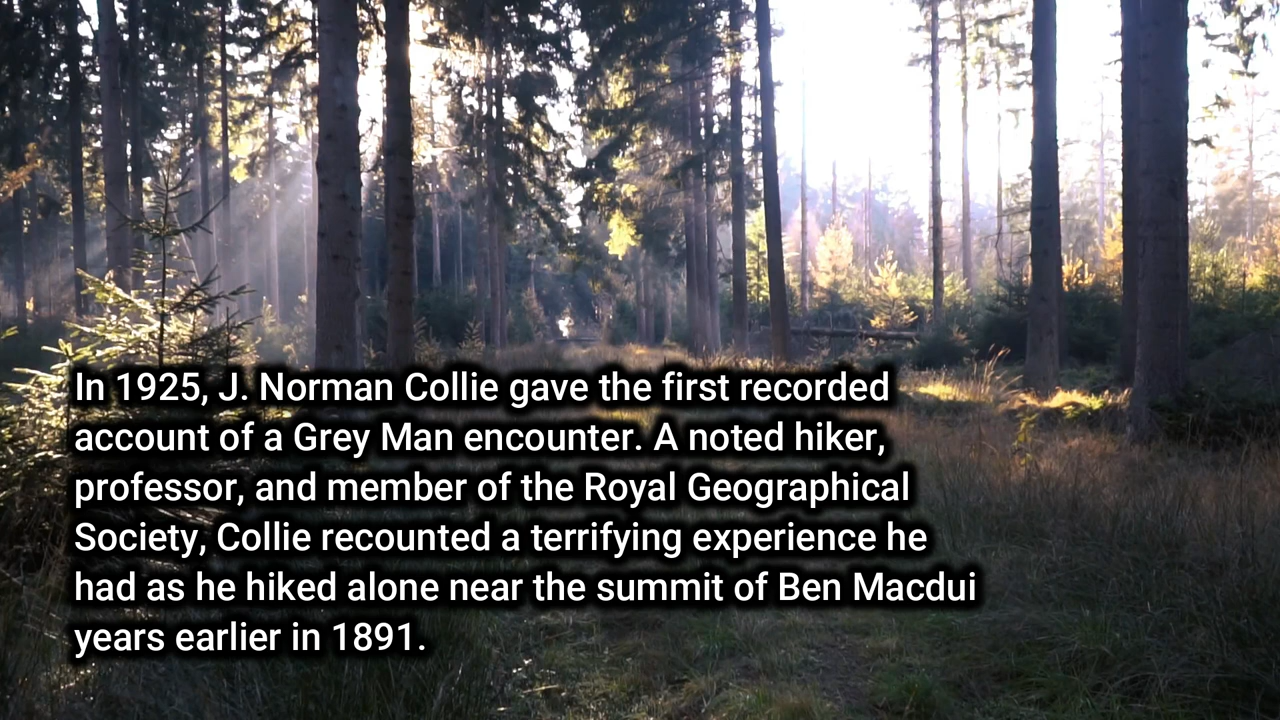 In 1925, J. Norman Collie gave the first recorded
account of a Grey Man encounter. A noted hiker,
professor, and member of the Royal Geographical
Society, Collie recounted a terrifying experience he
had as he hiked alone near the summit of Ben Macdui
years earlier in 1891.